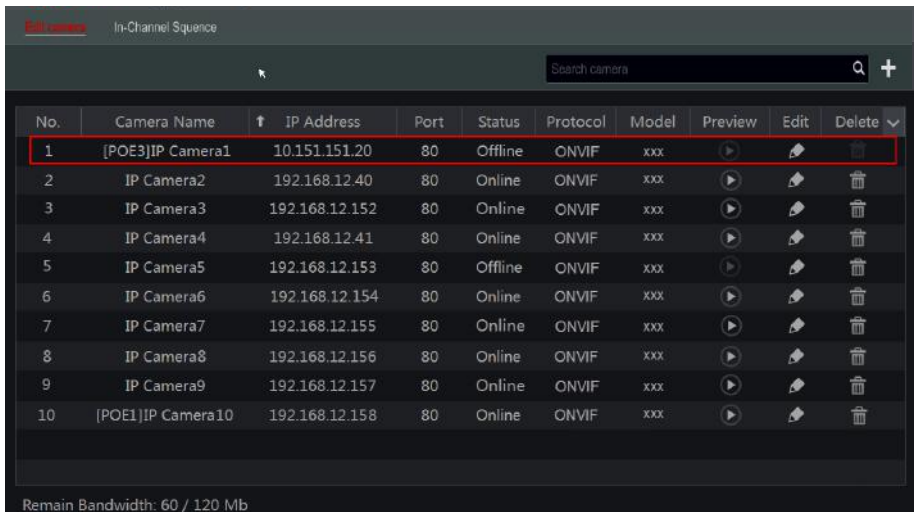 Edit camera In-Channel Squence
Search camera
No. Camera Name IP Address Port Status Protocol Model Preview Edit Delete
1 [POE3]IP Camera1 10.151.151.20 80 Offline ONVIF xxx
2 IP Camera2 192.168.12.40 80 Online ONVIF xxx
3 IP Camera3 192.168.12.152 80 Online ONVIF xxx
4 IP Camera4 192.168.12.41 80 Online ONVIF xxx
5 IP Camera5 192.168.12.153 80 Offline ONVIF xxx
6 IP Camera6 192.168.12.154 80 Online ONVIF xxx
7 IP Camera7 192.168.12.155 80 Online ONVIF xxx
8 IP Camera8 192.168.12.156 80 Online ONVIF xxx
9 IP Camera9 192.168.12.157 80 Online ONVIF xxx
10 [POE1]IP Camera10 192.168.12.158 80 Online ONVIF xxx
Remain Bandwidth: 60 / 120 Mb